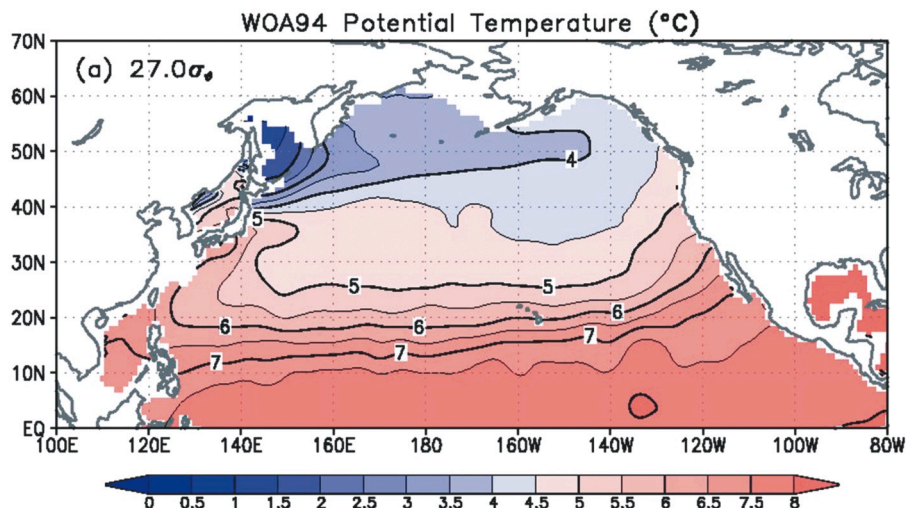 WOA94 Potential Temperature (°C)
70N
(a) 27.0σ₀
60N
50N
4
40N
5
30N
5 5
20N
6 6 6
7 7 7
10N
EQ
100E 120E 140E 160E 180 160W 140W 120W 100W 80W
0 0.5 1 1.5 2 2.5 3 3.5 4 4.5 5 5.5 6 6.5 7.5 8